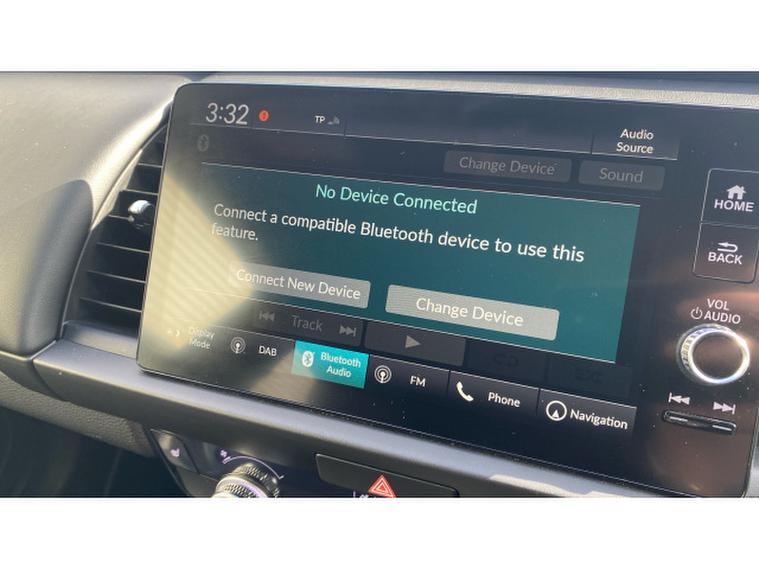 3:32
TP
Audio
Source
Change Device
Sound
No Device Connected
Connect a compatible Bluetooth device to use this
feature.
Connect New Device
Change Device
Track
Display
Mode
DAB
Bluetooth
Audio
FM
Phone
Navigation
HOME
BACK
VOL
AUDIO